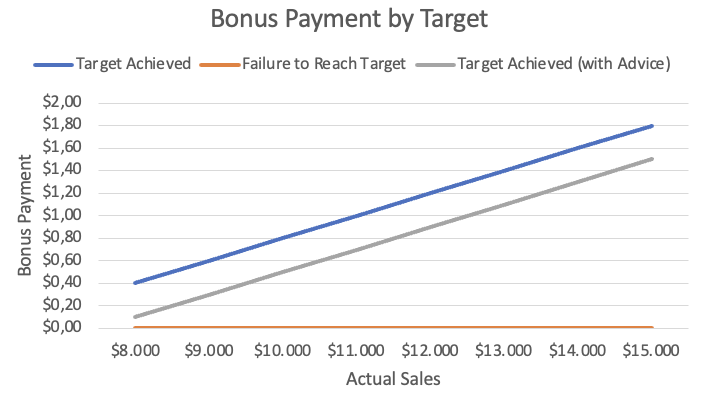 Bonus Payment by Target
Target Achieved Failure to Reach Target Target Achieved (with Advice)
$2,00
$1,80
$1,60
$1,40
$1,20
$1,00
$0,80
$0,60
$0,40
$0,20
$0,00
Bonus Payment
$8.000 $9.000 $10.000 $11.000 $12.000 $13.000 $14.000 $15.000
Actual Sales